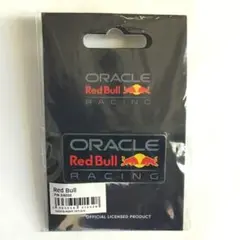 ORACLE
Red Bull
RACING
ORACLE
Red Bull
RACING
Red Bull
OFFICIAL LICENSED PRODUCT